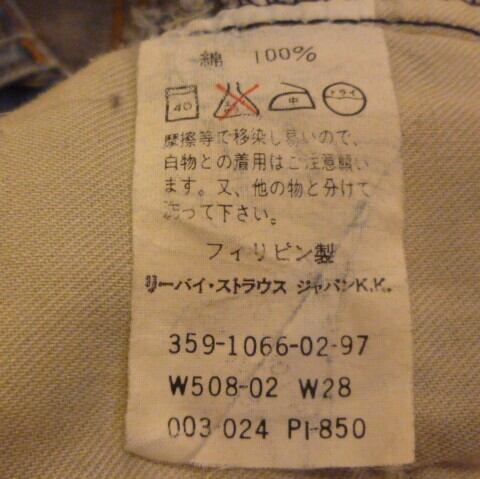 綿 100%
40 中 ドライ
摩擦等で移染し易いので、
白物との着用はご注意願い
ます。又、他の物と分けて
洗って下さい。
フィリピン製
リーバイ・ストラウス ジャパンK.K.
359-1066-02-97
W508-02 W28
003 024 PI-850